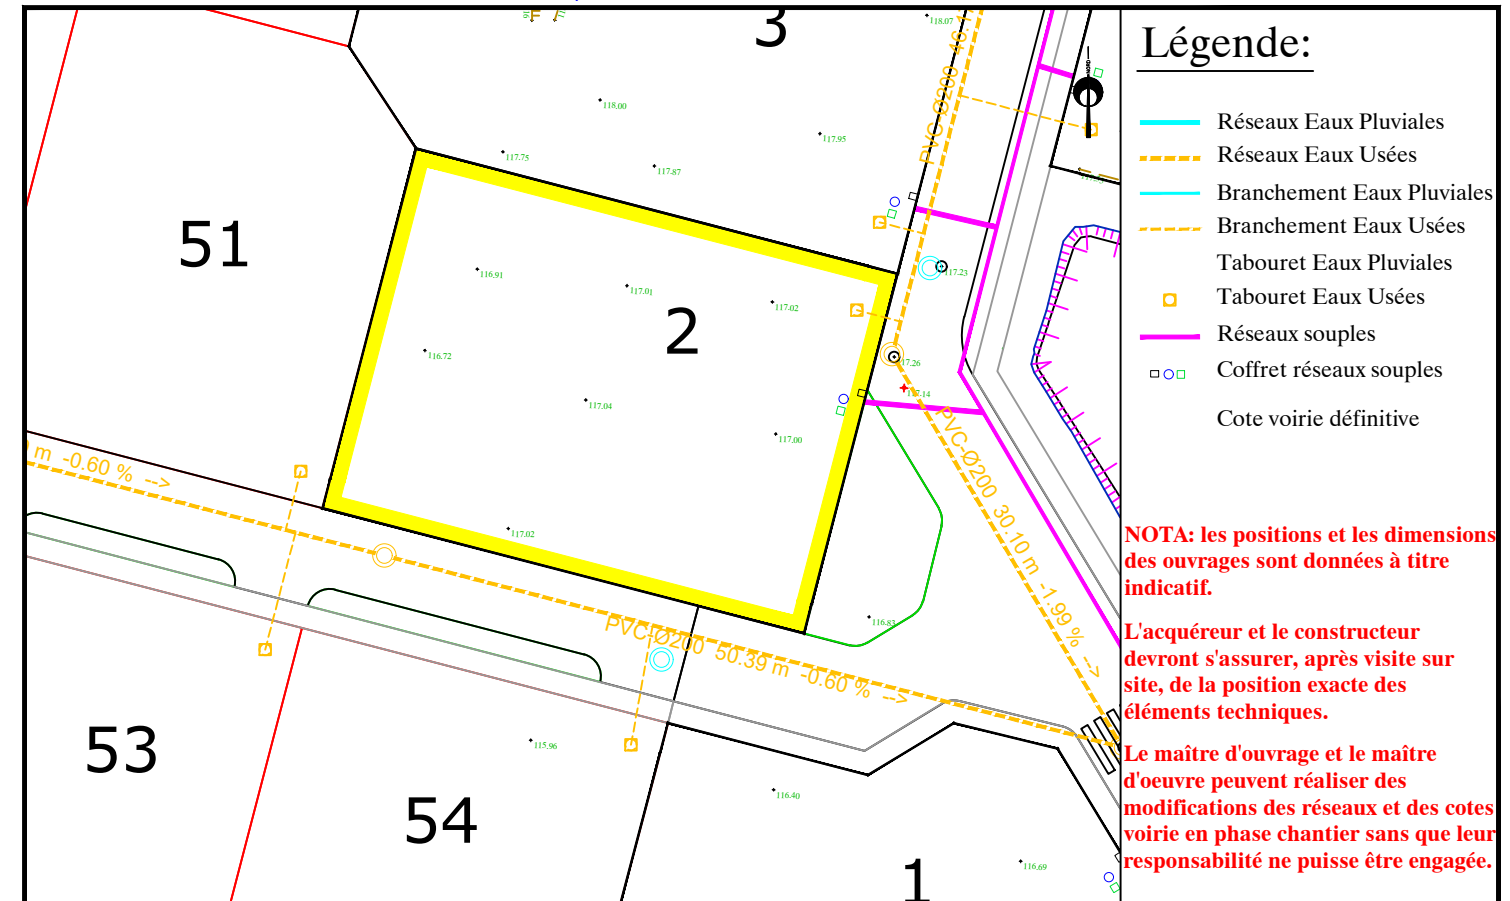 3
118.07
118.00
117.95
117.75
117.87
PVC-Ø200
51
116.91
117.01
117.02
117.23
2
116.72
117.26
117.14
117.04
117.00
m -0.60 % -->
117.02
PVC-Ø200 30.10 m -1.99 % -->
116.83
PVC-Ø200 50.39 m -0.60 % -->
53
115.96
54
116.40
1
116.69
Légende:
NORD
Réseaux Eaux Pluviales
Réseaux Eaux Usées
Branchement Eaux Pluviales
Branchement Eaux Usées
Tabouret Eaux Pluviales
Tabouret Eaux Usées
Réseaux souples
Coffret réseaux souples
Cote voirie définitive
NOTA: les positions et les dimensions
des ouvrages sont données à titre
indicatif.
L'acquéreur et le constructeur
devront s'assurer, après visite sur
site, de la position exacte des
éléments techniques.
Le maître d'ouvrage et le maître
d'oeuvre peuvent réaliser des
modifications des réseaux et des cotes
voirie en phase chantier sans que leur
responsabilité ne puisse être engagée.